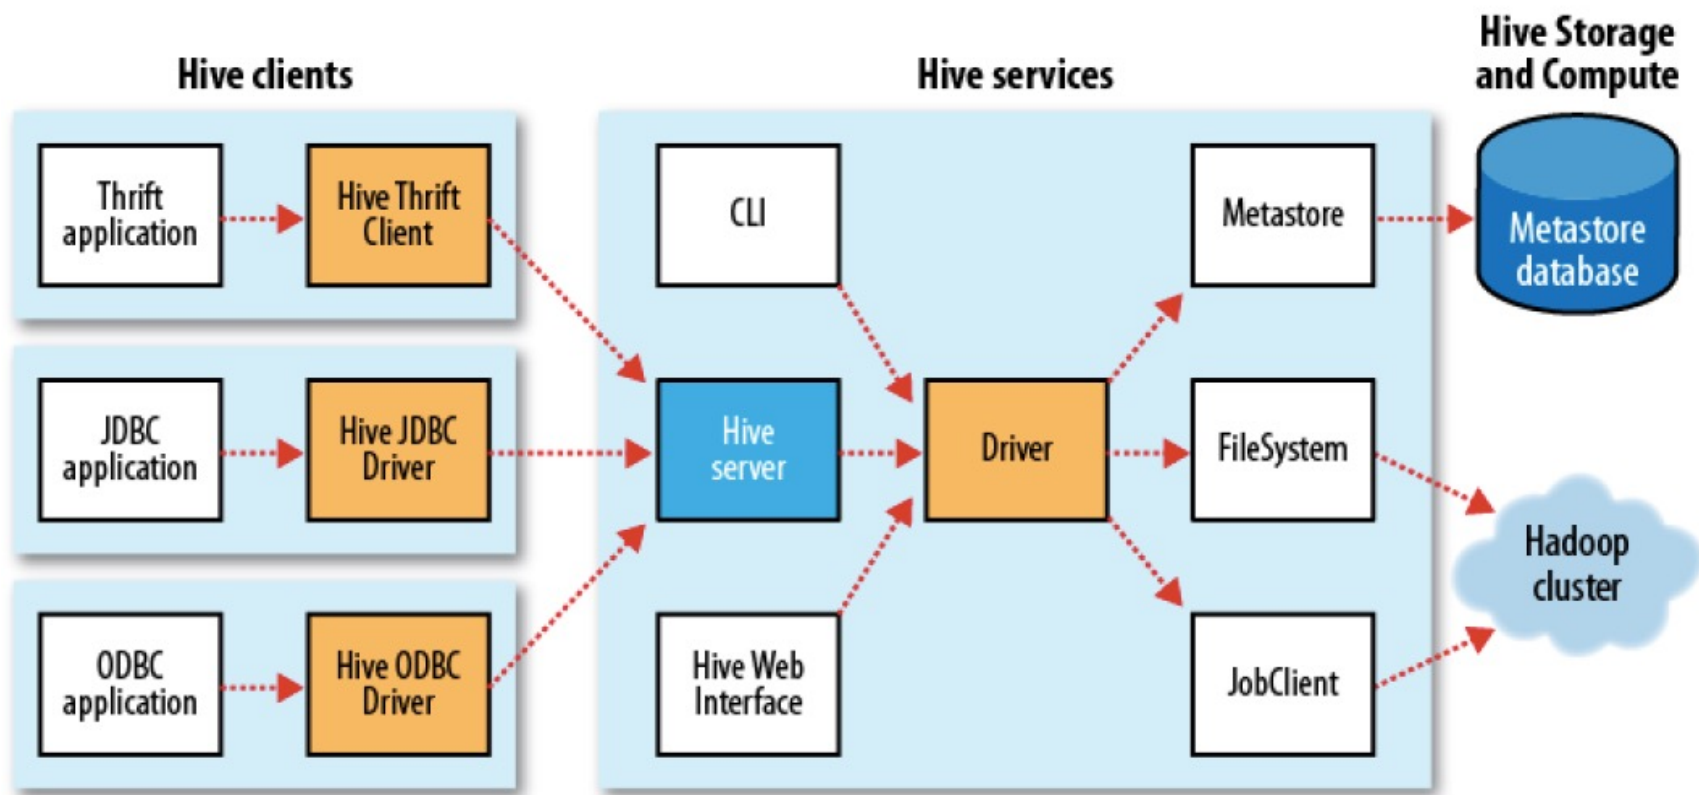 Hive clients
Hive services
Hive Storage
and Compute
Thrift
application
Hive Thrift
Client
CLI
Metastore
Metastore
database
JDBC
application
Hive JDBC
Driver
Hive
server
Driver
FileSystem
Hadoop
cluster
ODBC
application
Hive ODBC
Driver
Hive Web
Interface
JobClient